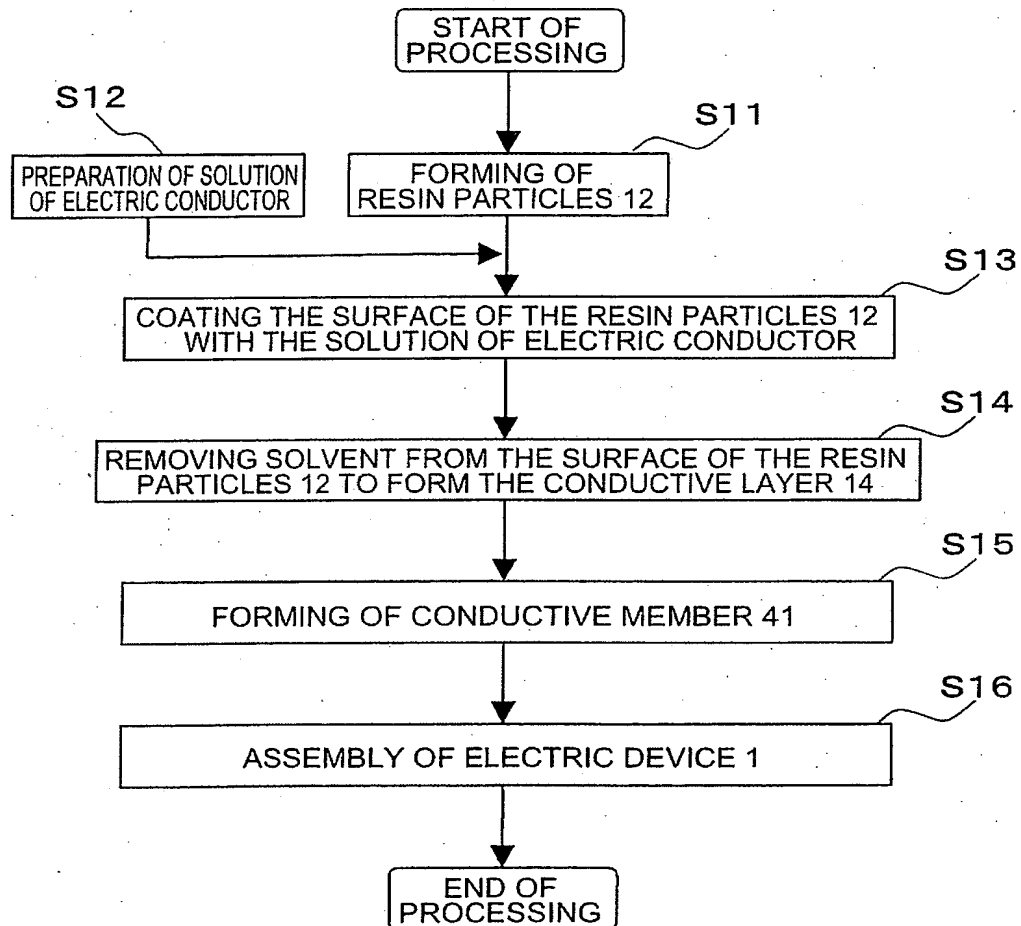 START OF
PROCESSING
S12
S11
PREPARATION OF SOLUTION
OF ELECTRIC CONDUCTOR
FORMING OF
RESIN PARTICLES 12
S13
COATING THE SURFACE OF THE RESIN PARTICLES 12
WITH THE SOLUTION OF ELECTRIC CONDUCTOR
S14
REMOVING SOLVENT FROM THE SURFACE OF THE RESIN
PARTICLES 12 TO FORM THE CONDUCTIVE LAYER 14
S15
FORMING OF CONDUCTIVE MEMBER 41
S16
ASSEMBLY OF ELECTRIC DEVICE 1
END OF
PROCESSING